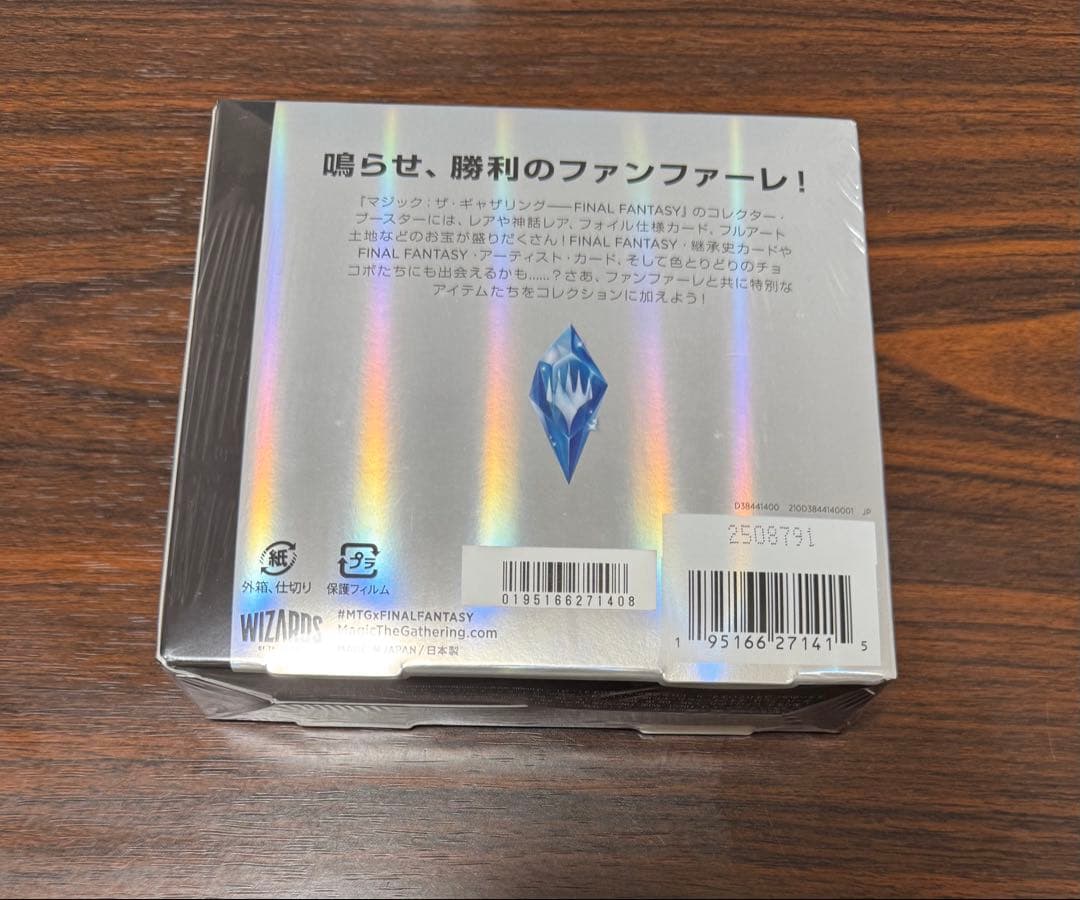 鳴らせ、勝利のファンファーレ！
『マジック：ザ・ギャザリング――FINAL FANTASY』のコレクター・
ブースターには、レアや神話レア、フォイル仕様カード、フルアート
土地などのお宝が盛りだくさん！FINAL FANTASY・継承史カードや
FINAL FANTASY・アーティスト・カード、そして色とりどりのチョ
コボたちにも出会えるかも……？さあ、ファンファーレと共に特別な
アイテムたちをコレクションに加えよう！
D38441400 210D3844140001 JP
2508791
紙
外箱、仕切り
プラ
保護フィルム
0195166271408
1 95166 27141 5
WIZARDS
#MTGxFINALFANTASY
MagicTheGathering.com
MADE IN JAPAN / 日本製